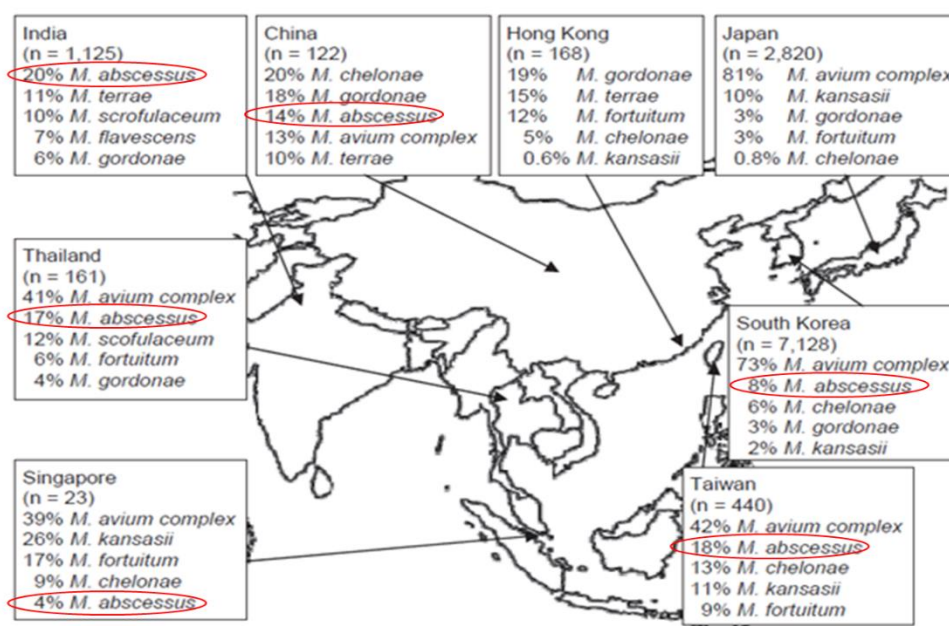 India
(n = 1,125)
20% M. abscessus
11% M. terrae
10% M. scrofulaceum
7% M. flavescens
6% M. gordonae
China
(n = 122)
20% M. chelonae
18% M. gordonae
14% M. abscessus
13% M. avium complex
10% M. terrae
Hong Kong
(n = 168)
19% M. gordonae
15% M. terrae
12% M. fortuitum
5% M. chelonae
0.6% M. kansasii
Japan
(n = 2,820)
81% M. avium complex
10% M. kansasii
3% M. gordonae
3% M. fortuitum
0.8% M. chelonae
Thailand
(n = 161)
41% M. avium complex
17% M. abscessus
12% M. scofulaceum
6% M. fortuitum
4% M. gordonae
South Korea
(n = 7,128)
73% M. avium complex
8% M. abscessus
6% M. chelonae
3% M. gordonae
2% M. kansasii
Singapore
(n = 23)
39% M. avium complex
26% M. kansasii
17% M. fortuitum
9% M. chelonae
4% M. abscessus
Taiwan
(n = 440)
42% M. avium complex
18% M. abscessus
13% M. chelonae
11% M. kansasii
9% M. fortuitum